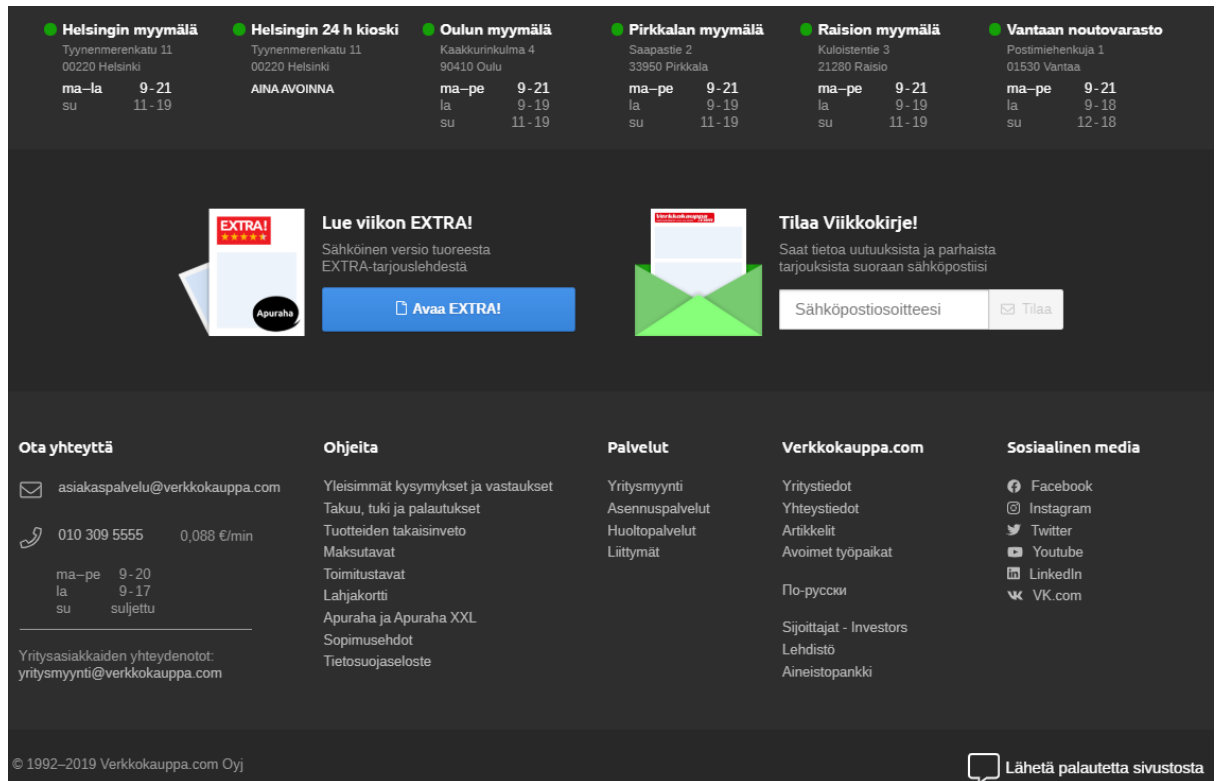 Helsingin myymälä
Tyynenmerenkatu 11
00220 Helsinki
ma–la 9-21
su 11-19
Helsingin 24 h kioski
Tyynenmerenkatu 11
00220 Helsinki
AINA AVOINNA
Oulun myymälä
Kaakkurinkulma 4
90410 Oulu
ma–pe 9-21
la 9-19
su 11-19
Pirkkalan myymälä
Saapastie 2
33950 Pirkkala
ma–pe 9-21
la 9-19
su 11-19
Raision myymälä
Kuloistentie 3
21280 Raisio
ma–pe 9-21
la 9-19
su 11-19
Vantaan noutovarasto
Postimiehenkuja 1
01530 Vantaa
ma–pe 9-21
la 9-18
su 12-18
EXTRA!
Apuraha
Lue viikon EXTRA!
Sähköinen versio tuoreesta
EXTRA-tarjouslehdestä
Avaa EXTRA!
Verkkokauppa
Tilaa Viikkokirje!
Saat tietoa uutuuksista ja parhaista
tarjouksista suoraan sähköpostiisi
Sähköpostiosoitteesi
Tilaa
Ota yhteyttä
asiakaspalvelu@verkkokauppa.com
010 309 5555 0,088 €/min
ma–pe 9-20
la 9-17
su suljettu
Yritysasiakkaiden yhteydenotot:
yritysmyynti@verkkokauppa.com
Ohjeita
Yleisimmät kysymykset ja vastaukset
Takuu, tuki ja palautukset
Tuotteiden takaisinveto
Maksutavat
Toimitustavat
Lahjakortti
Apuraha ja Apuraha XXL
Sopimusehdot
Tietosuojaseloste
Palvelut
Yritysmyynti
Asennuspalvelut
Huoltopalvelut
Liittymät
Verkkokauppa.com
Yritystiedot
Yhteystiedot
Artikkelit
Avoimet työpaikat
По-русски
Sijoittajat - Investors
Lehdistö
Aineistopankki
Sosiaalinen media
Facebook
Instagram
Twitter
Youtube
LinkedIn
VK.com
© 1992–2019 Verkkokauppa.com Oyj
Lähetä palautetta sivustosta